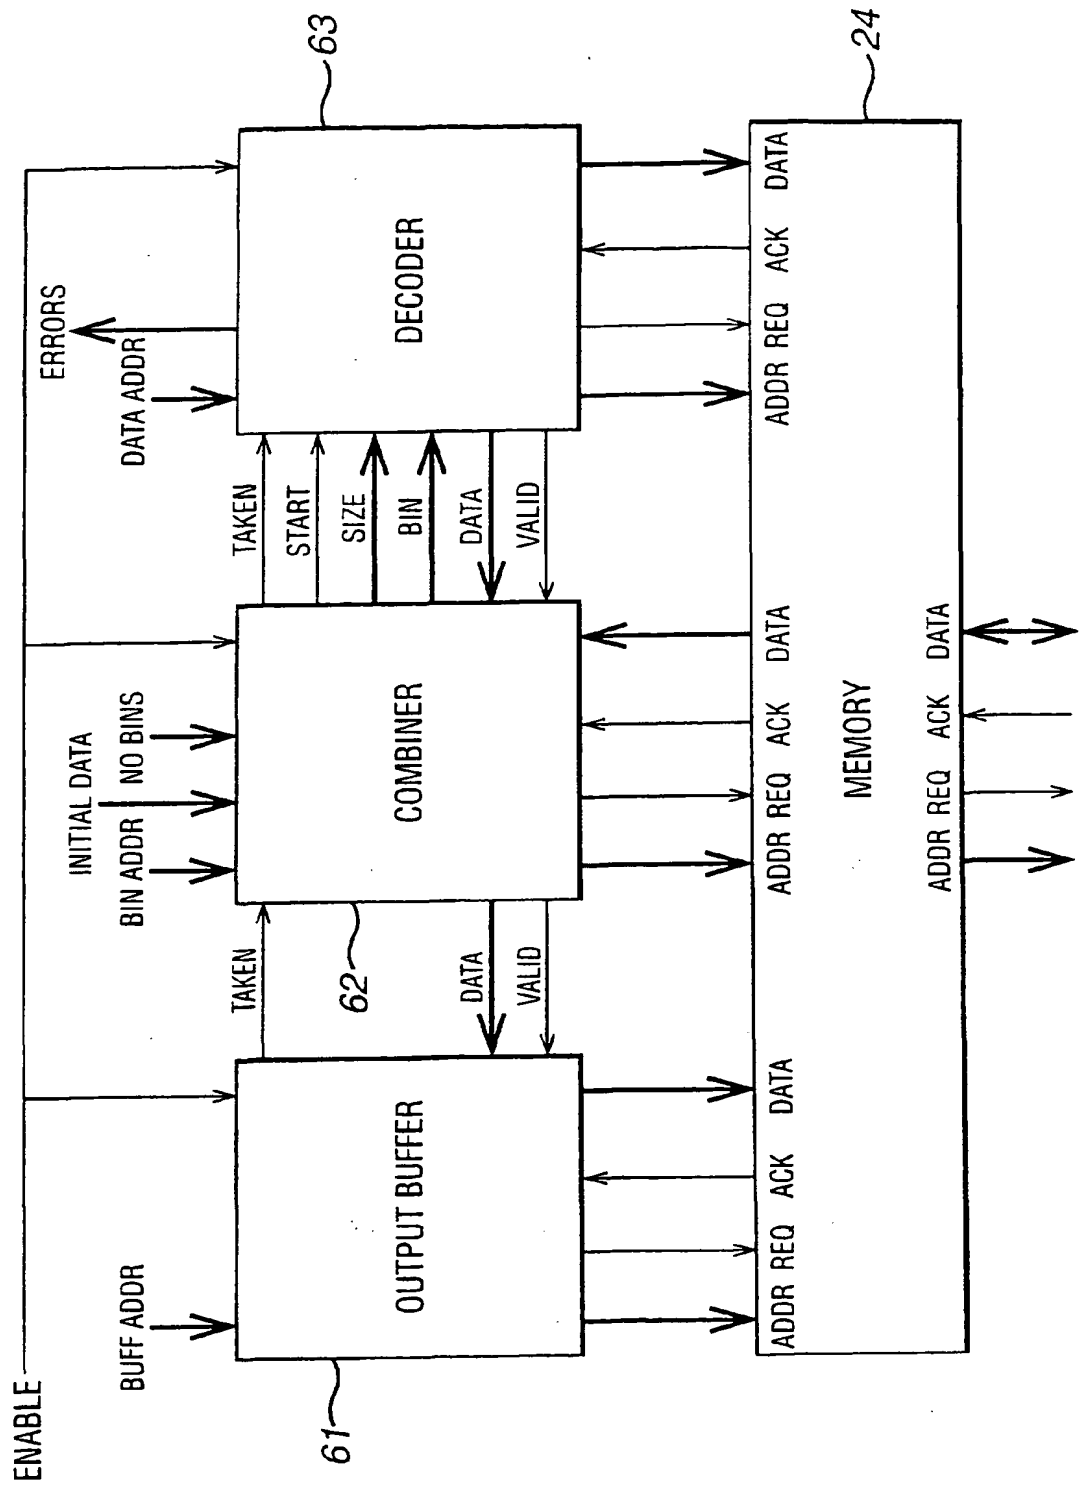 ENABLE
ERRORS
BUFF ADDR
BIN ADDR
INITIAL DATA
NO BINS
DATA ADDR
61
OUTPUT BUFFER
TAKEN
DATA
VALID
62
COMBINER
TAKEN
START
SIZE
BIN
DATA
VALID
DECODER
63
ADDR REQ ACK DATA
ADDR REQ ACK DATA
ADDR REQ ACK DATA
MEMORY
24
ADDR REQ ACK DATA